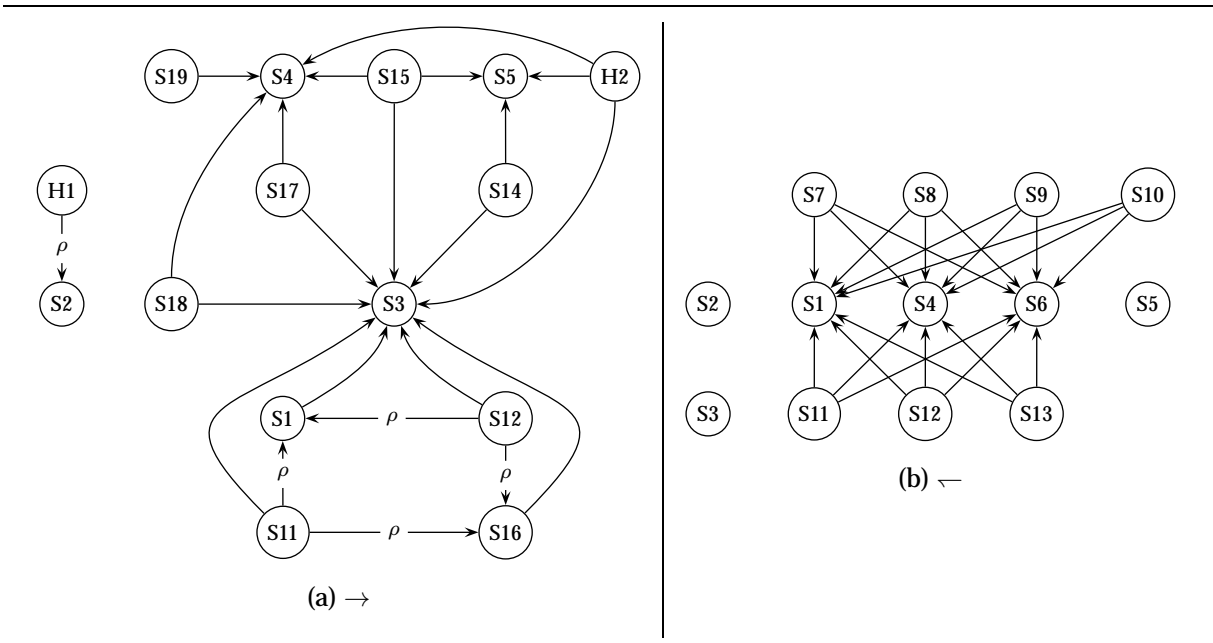 S19 S4 S15 S5 H2
H1 S17 S14
ρ
S2 S18 S3
S1 ρ S12
ρ ρ
S11 ρ S16
(a) →
S7 S8 S9 S10
S2 S1 S4 S6 S5
S3 S11 S12 S13
(b) ↽